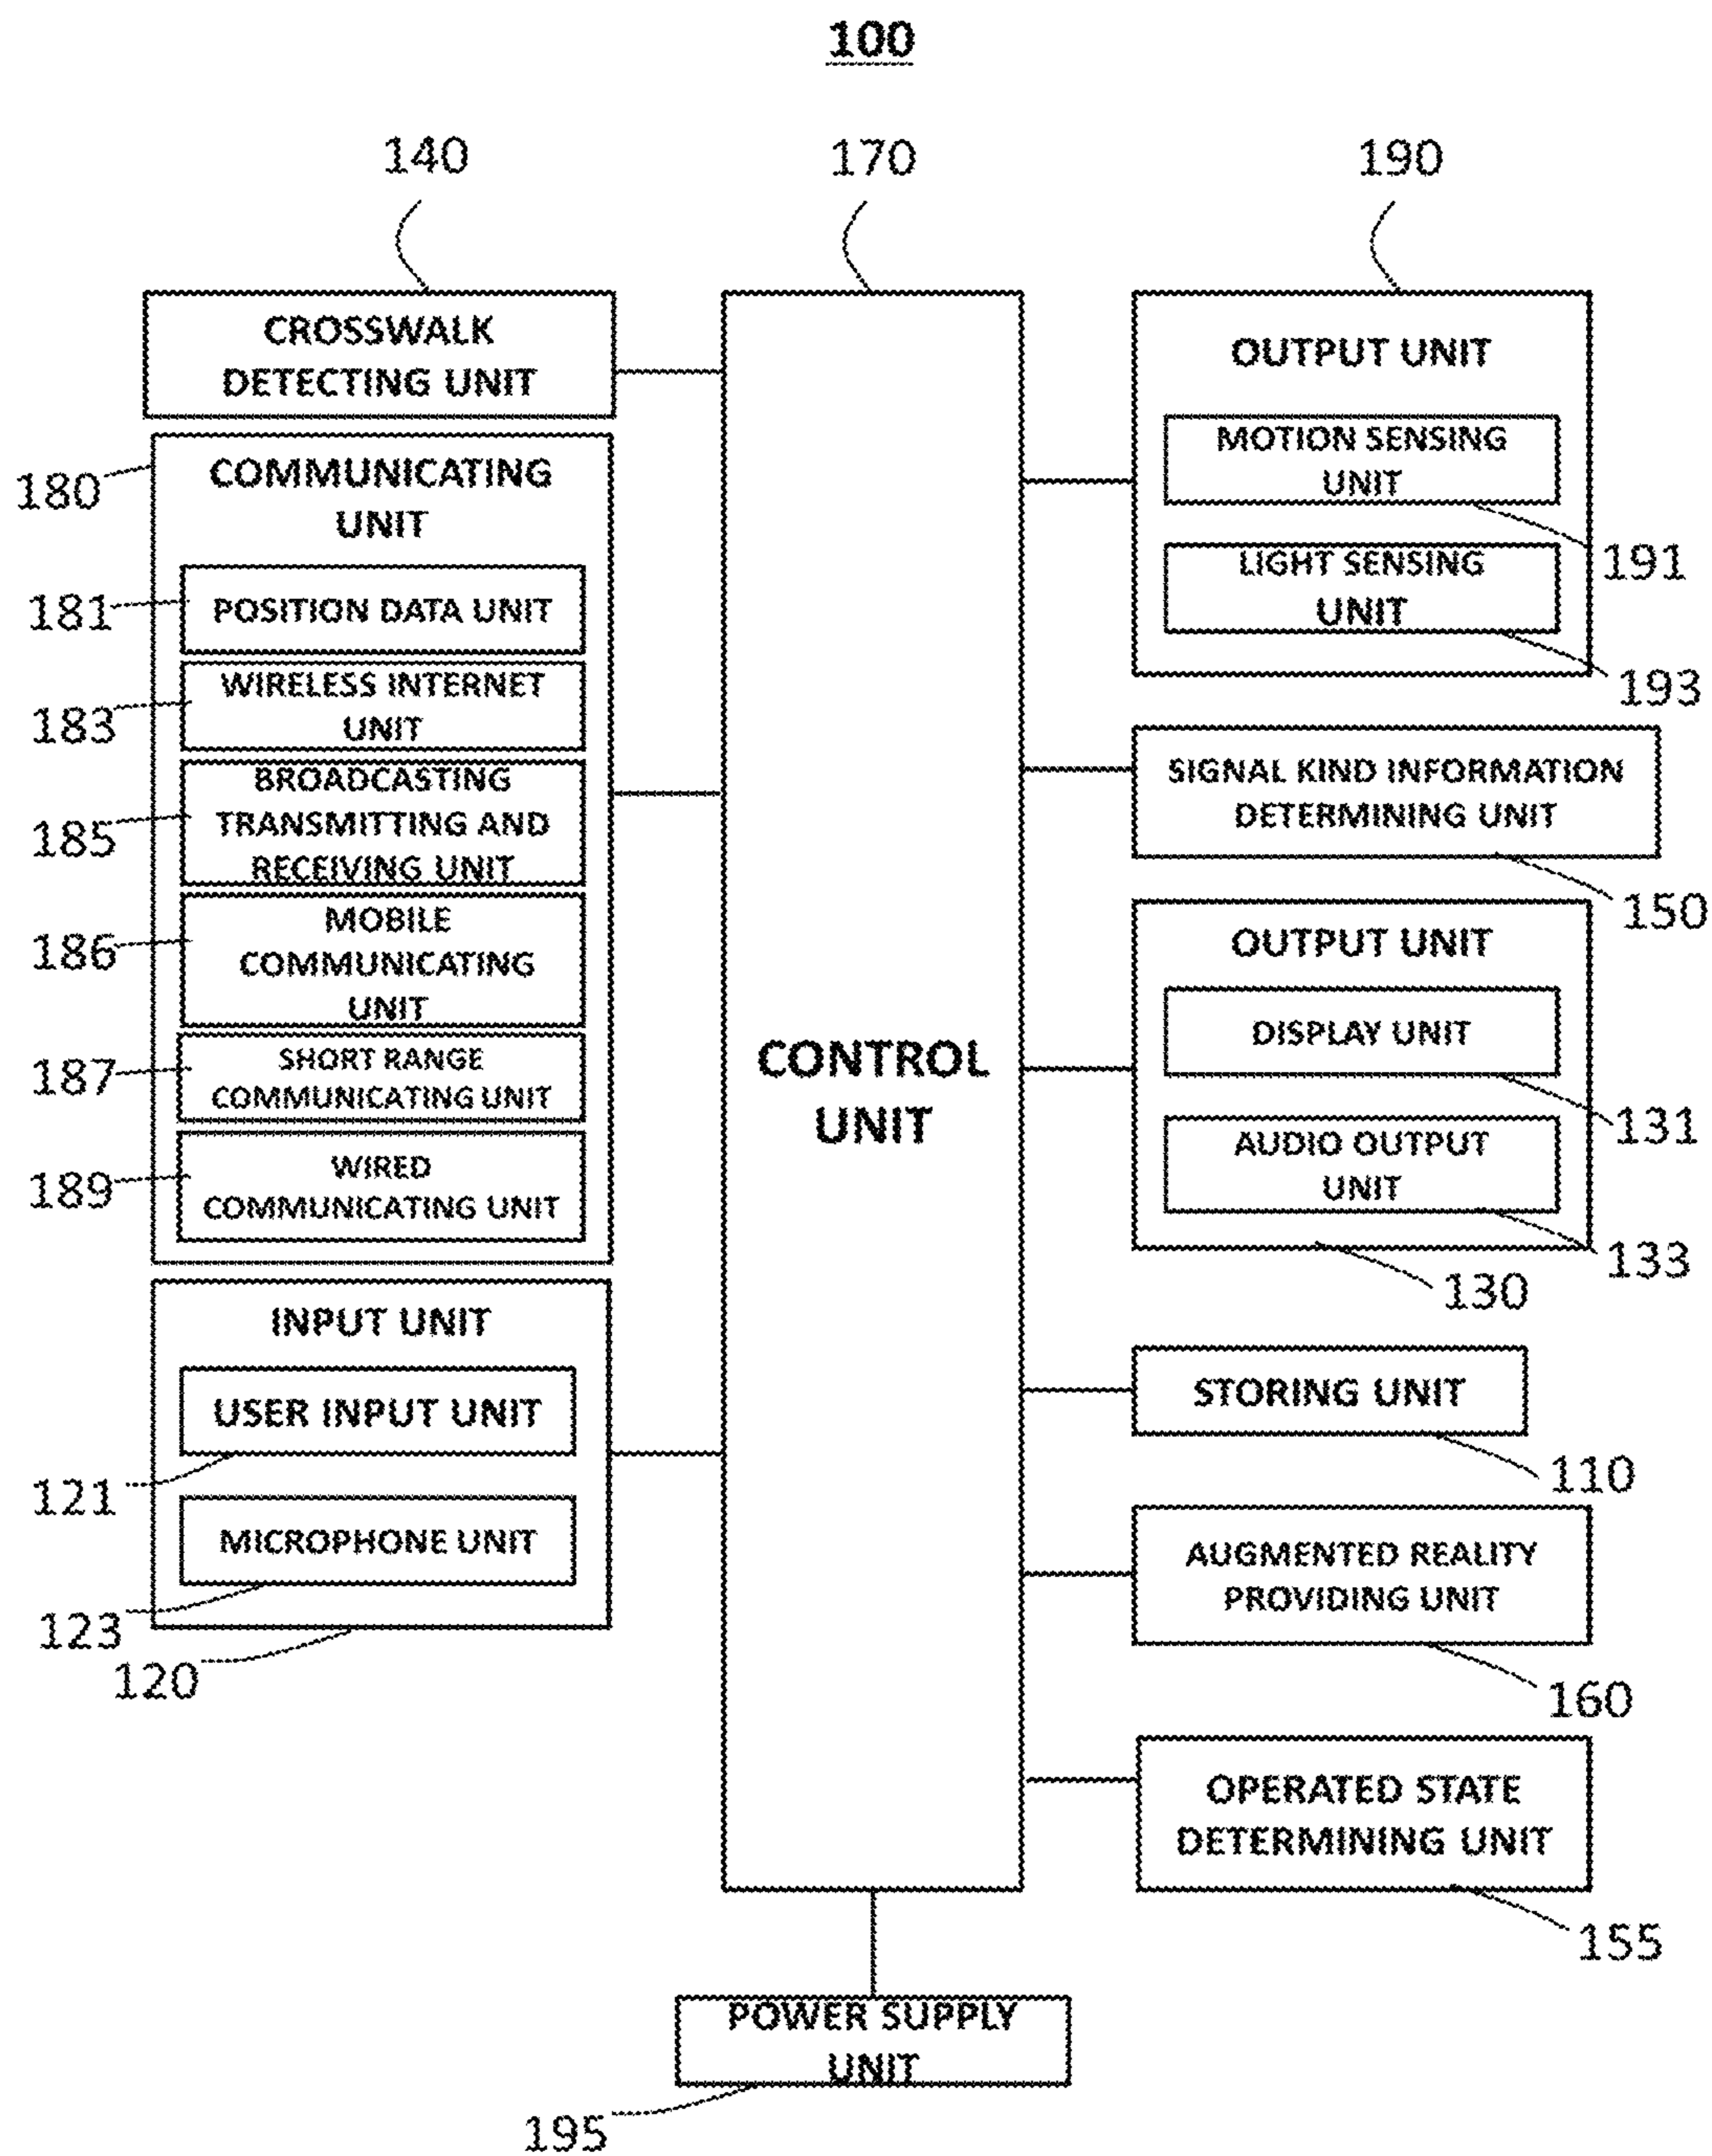 100
140
170
190
CROSSWALK
DETECTING UNIT
180
COMMUNICATING
UNIT
181
POSITION DATA UNIT
183
WIRELESS INTERNET
UNIT
185
BROADCASTING
TRANSMITTING AND
RECEIVING UNIT
186
MOBILE
COMMUNICATING
UNIT
187
SHORT RANGE
COMMUNICATING UNIT
189
WIRED
COMMUNICATING UNIT
INPUT UNIT
USER INPUT UNIT
121
MICROPHONE UNIT
123
120
CONTROL
UNIT
OUTPUT UNIT
MOTION SENSING
UNIT
191
LIGHT SENSING
UNIT
193
SIGNAL KIND INFORMATION
DETERMINING UNIT
150
OUTPUT UNIT
DISPLAY UNIT
131
AUDIO OUTPUT
UNIT
133
130
STORING UNIT
110
AUGMENTED REALITY
PROVIDING UNIT
160
OPERATED STATE
DETERMINING UNIT
155
POWER SUPPLY
UNIT
195